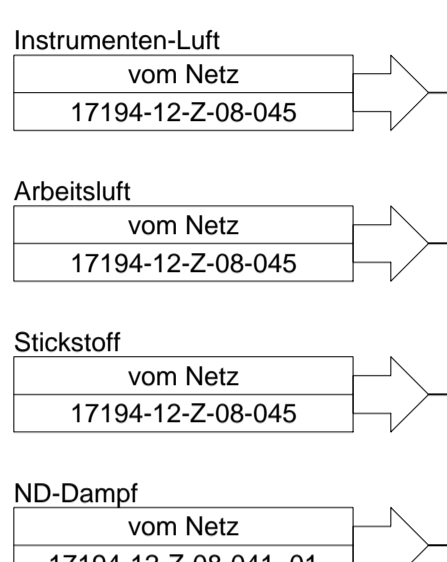 Instrumenten-Luft
vom Netz
17194-12-Z-08-045
Arbeitsluft
vom Netz
17194-12-Z-08-045
Stickstoff
vom Netz
17194-12-Z-08-045
ND-Dampf
vom Netz